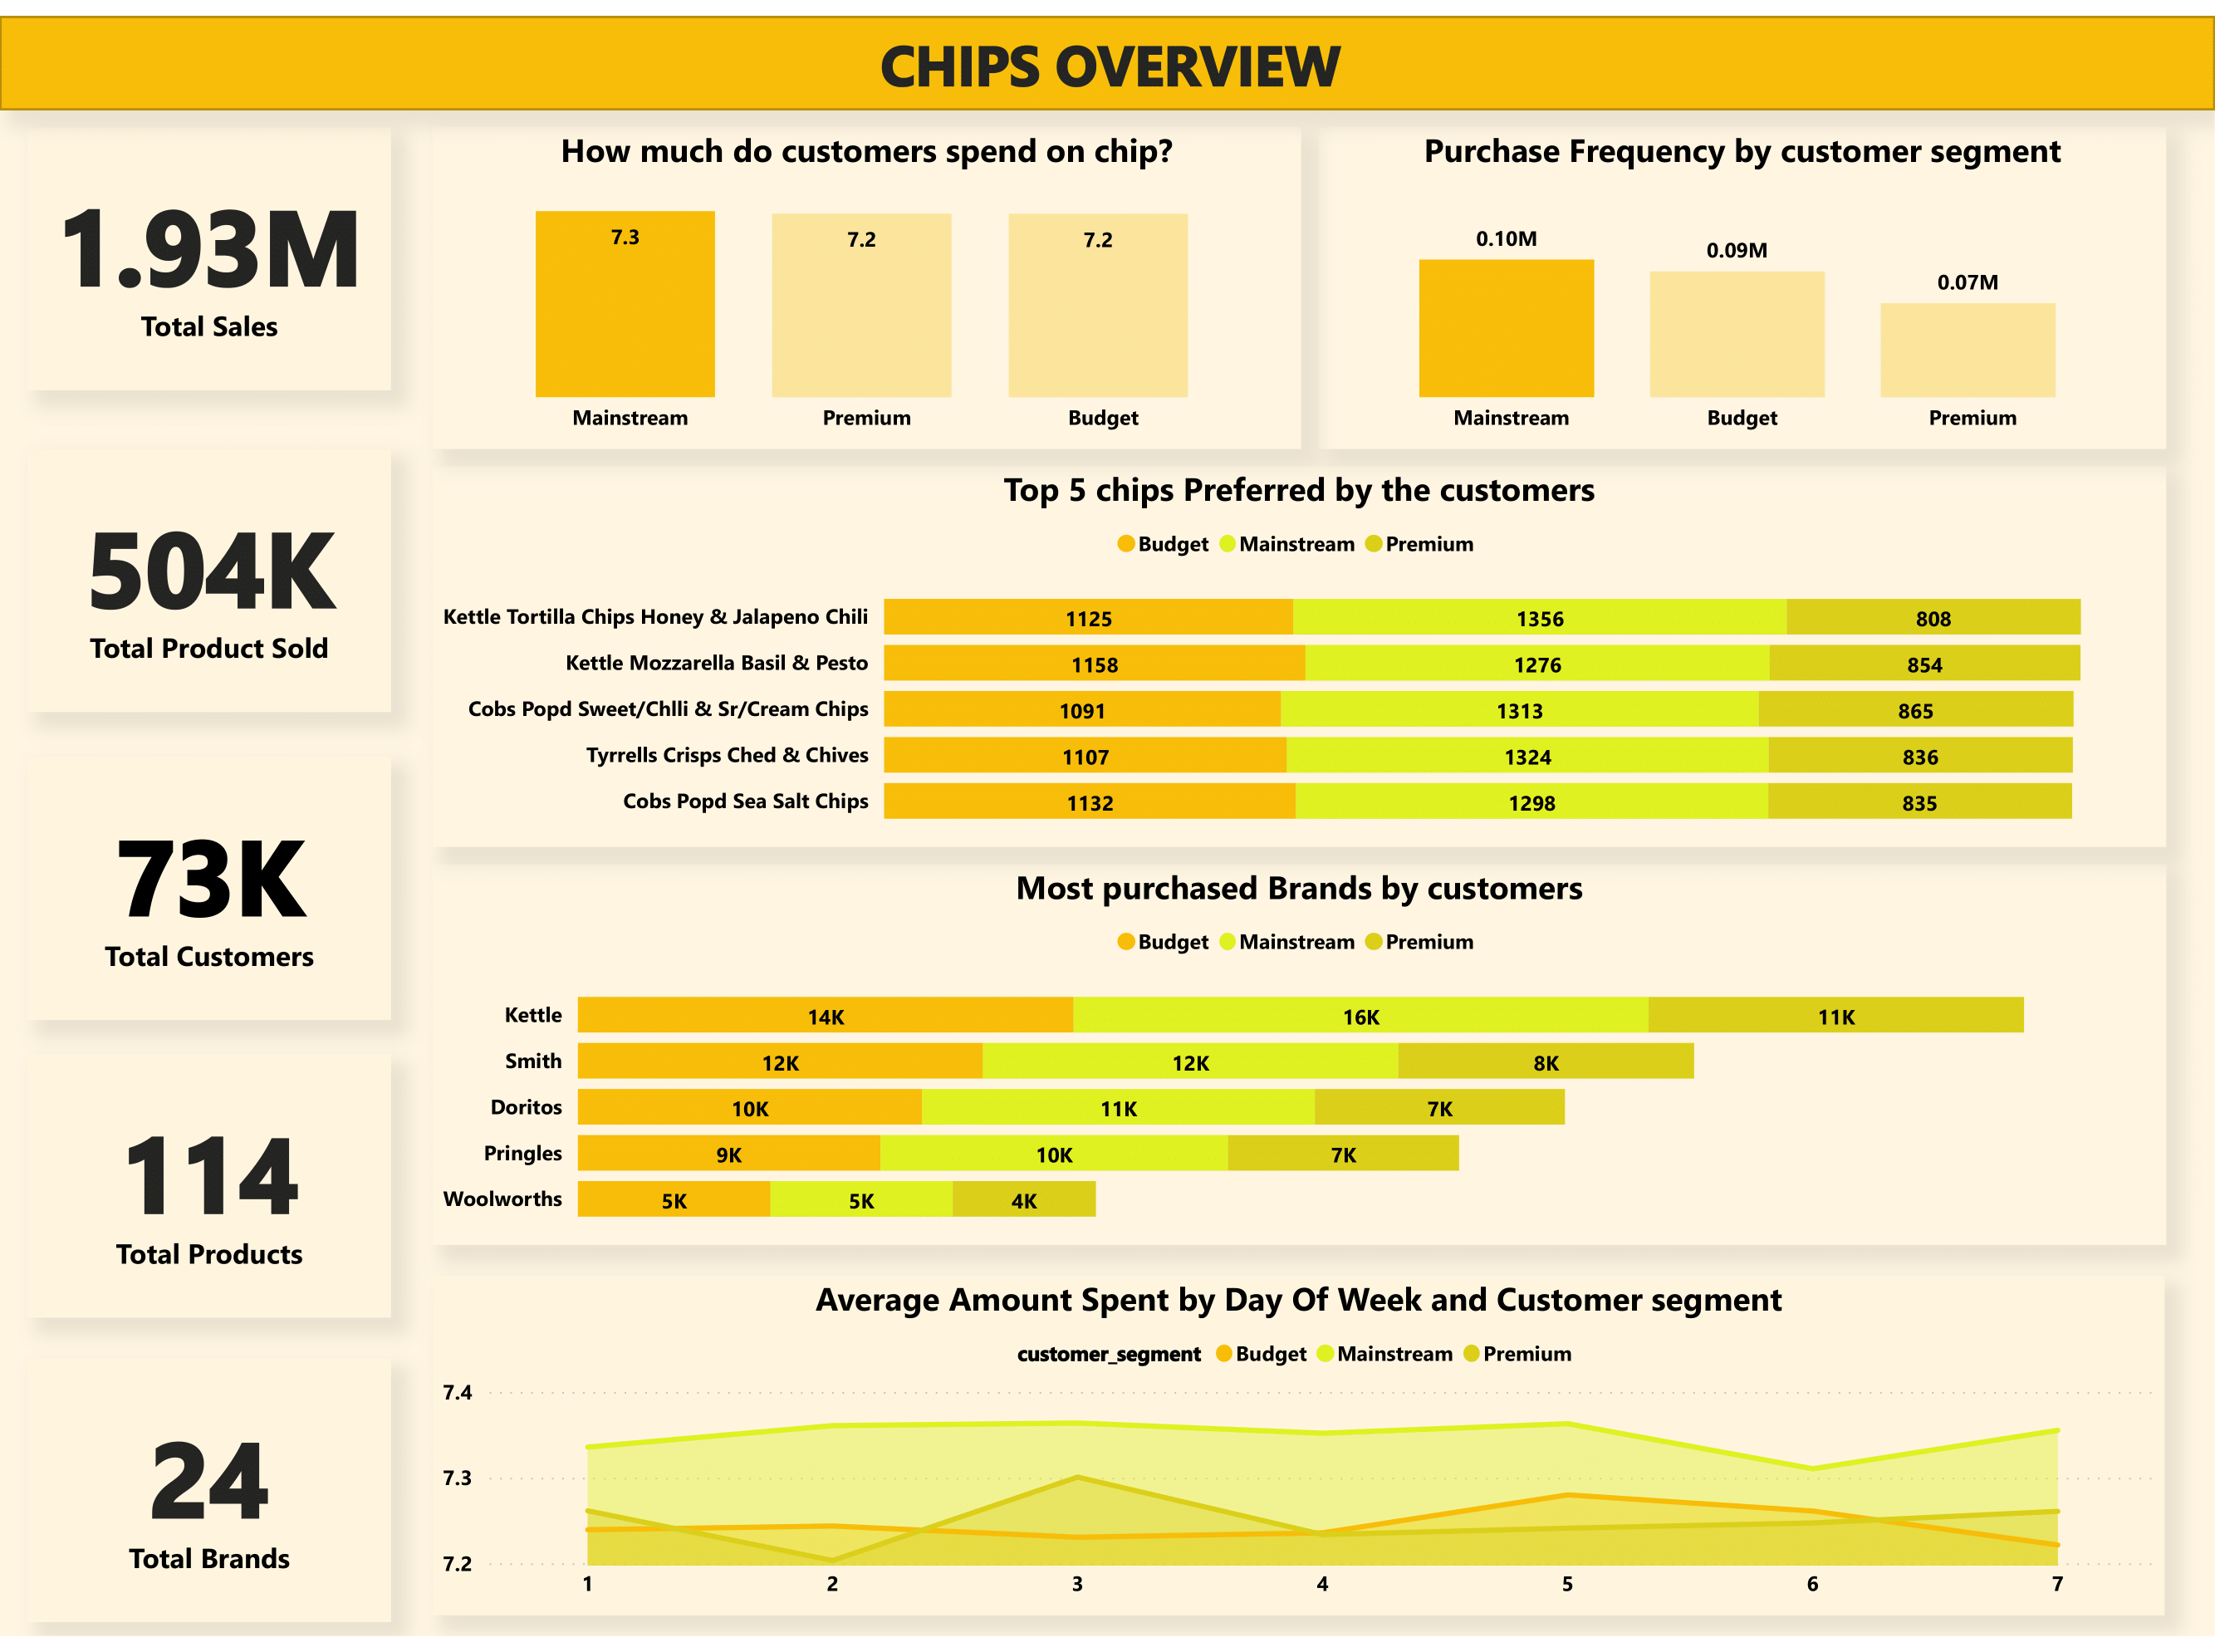 CHIPS OVERVIEW
1.93M
Total Sales
504K
Total Product Sold
73K
Total Customers
114
Total Products
24
Total Brands
How much do customers spend on chip?
7.3
7.2
7.2
Mainstream
Premium
Budget
Purchase Frequency by customer segment
0.10M
0.09M
0.07M
Mainstream
Budget
Premium
Top 5 chips Preferred by the customers
Budget Mainstream Premium
Kettle Tortilla Chips Honey & Jalapeno Chili 1125 1356 808
Kettle Mozzarella Basil & Pesto 1158 1276 854
Cobs Popd Sweet/Chlli & Sr/Cream Chips 1091 1313 865
Tyrrells Crisps Ched & Chives 1107 1324 836
Cobs Popd Sea Salt Chips 1132 1298 835
Most purchased Brands by customers
Budget Mainstream Premium
Kettle 14K 16K 11K
Smith 12K 12K 8K
Doritos 10K 11K 7K
Pringles 9K 10K 7K
Woolworths 5K 5K 4K
Average Amount Spent by Day Of Week and Customer segment
customer_segment Budget Mainstream Premium
7.4
7.3
7.2
1 2 3 4 5 6 7